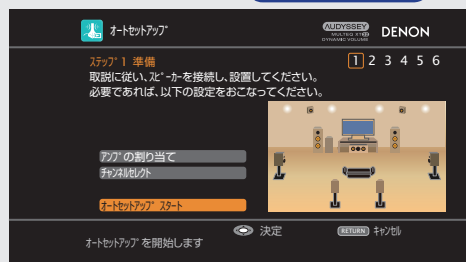 オートセットアップ
AUDYSSEY
MULTEQ XT32
DYNAMIC VOLUME
DENON
ステップ1 準備
1 2 3 4 5 6
取説に従い、スピーカーを接続し、設置してください。
必要であれば、以下の設定をおこなってください。
アンプの割り当て
チャンネルセレクト
オートセットアップ スタート
決定
RETURN キャンセル
オートセットアップを開始します